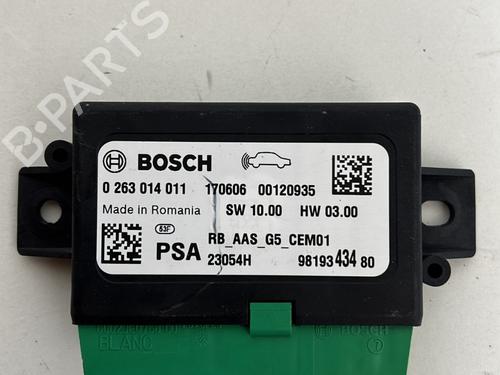 B-PARTS
BOSCH
0 263 014 011 170606 00120935
Made in Romania SW 10.00 HW 03.00
53F
PSA RB_AAS_G5_CEM01
23054H 98193 434 80
BOSCH
BLANC